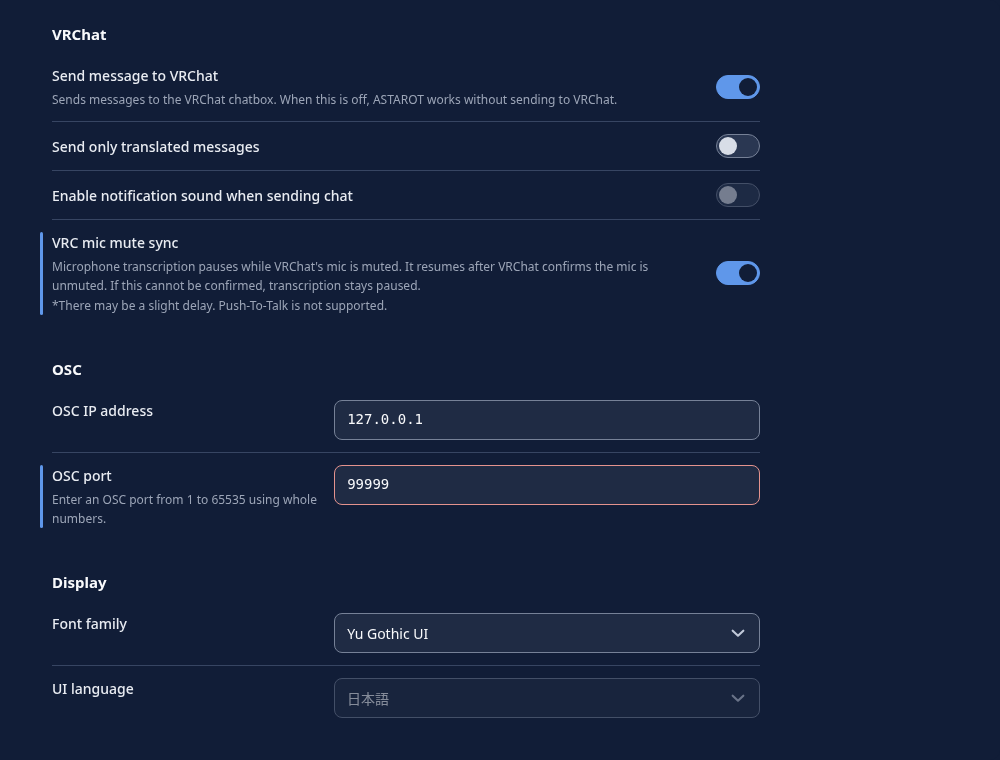 VRChat
Send message to VRChat
Sends messages to the VRChat chatbox. When this is off, ASTAROT works without sending to VRChat.
Send only translated messages
Enable notification sound when sending chat
VRC mic mute sync
Microphone transcription pauses while VRChat's mic is muted. It resumes after VRChat confirms the mic is
unmuted. If this cannot be confirmed, transcription stays paused.
*There may be a slight delay. Push-To-Talk is not supported.
OSC
OSC IP address
127.0.0.1
OSC port
99999
Enter an OSC port from 1 to 65535 using whole
numbers.
Display
Font family
Yu Gothic UI
UI language
日本語